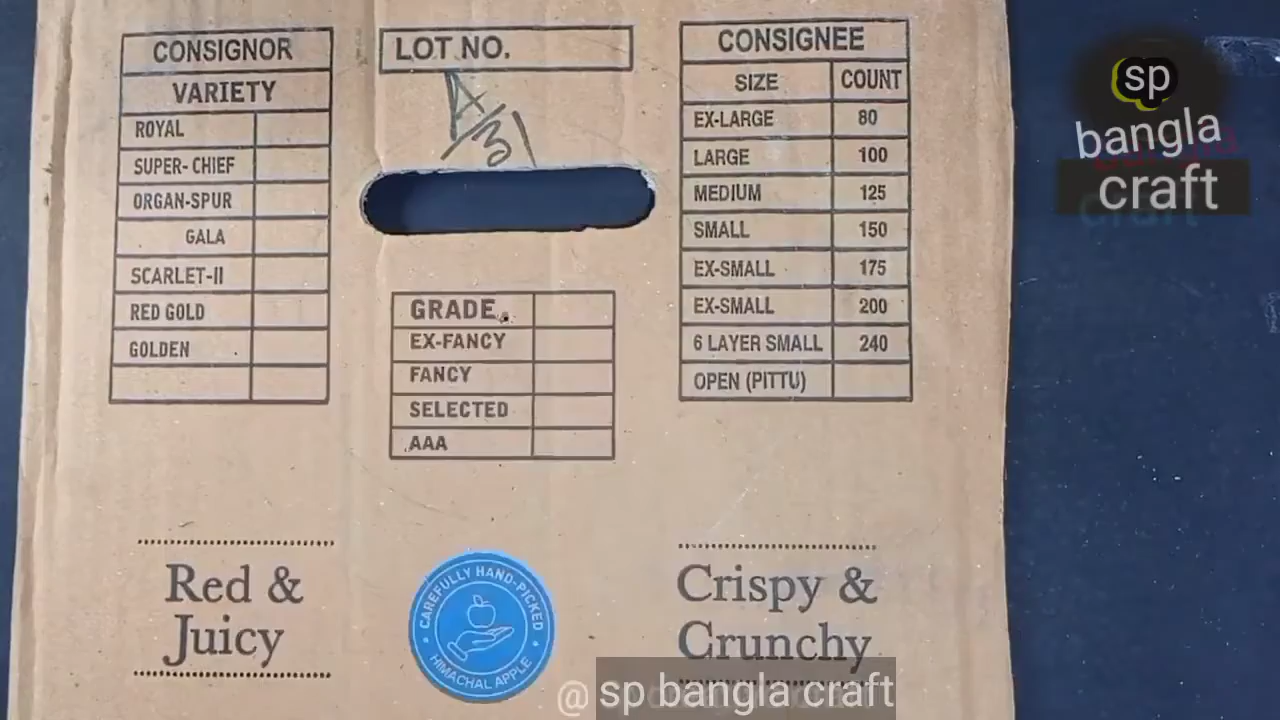 CONSIGNOR
VARIETY
ROYAL
SUPER- CHIEF
ORGAN-SPUR
GALA
SCARLET-II
RED GOLD
GOLDEN
LOT NO.
A/31
GRADE
EX-FANCY
FANCY
SELECTED
AAA
CONSIGNEE
SIZE COUNT
EX-LARGE 80
LARGE 100
MEDIUM 125
SMALL 150
EX-SMALL 175
EX-SMALL 200
6 LAYER SMALL 240
OPEN (PITTU)
sp
bangla
craft
Red &
Juicy
CAREFULLY HAND-PICKED
HIMACHAL APPLE
Crispy &
Crunchy
@ sp bangla craft